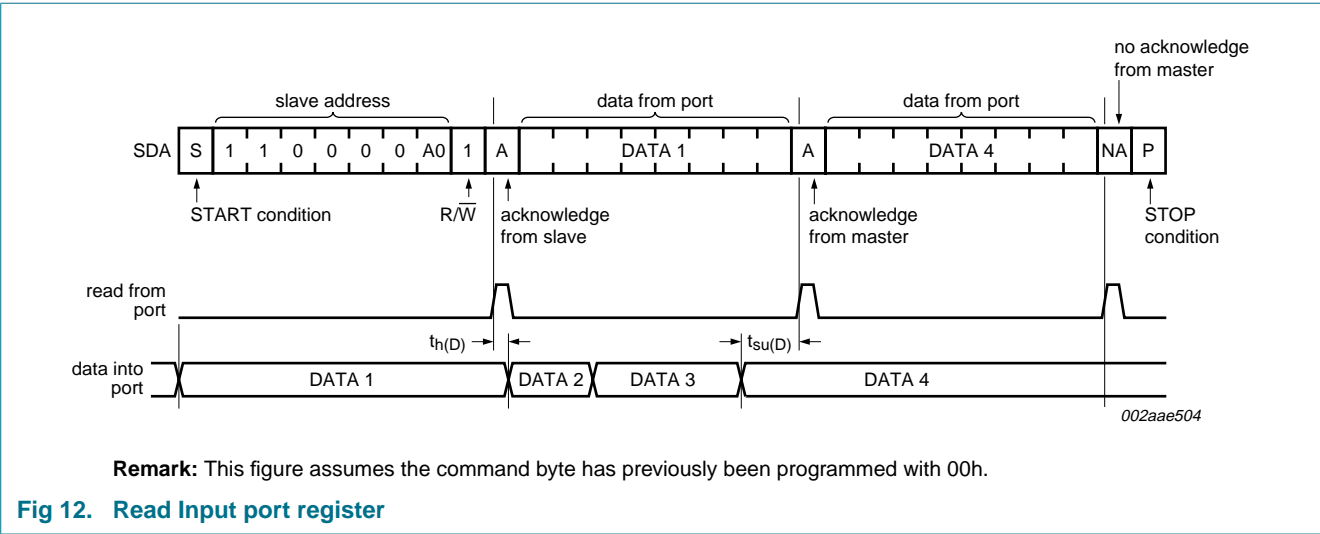 no acknowledge
from master
slave address
data from port
data from port
SDA S 1 1 0 0 0 0 A0 1 A DATA 1 A DATA 4 NA P
START condition
R/W̅
acknowledge
from slave
acknowledge
from master
STOP
condition
read from
port
th(D)
tsu(D)
data into
port
DATA 1 DATA 2 DATA 3 DATA 4
002aae504
Remark: This figure assumes the command byte has previously been programmed with 00h.
Fig 12. Read Input port register